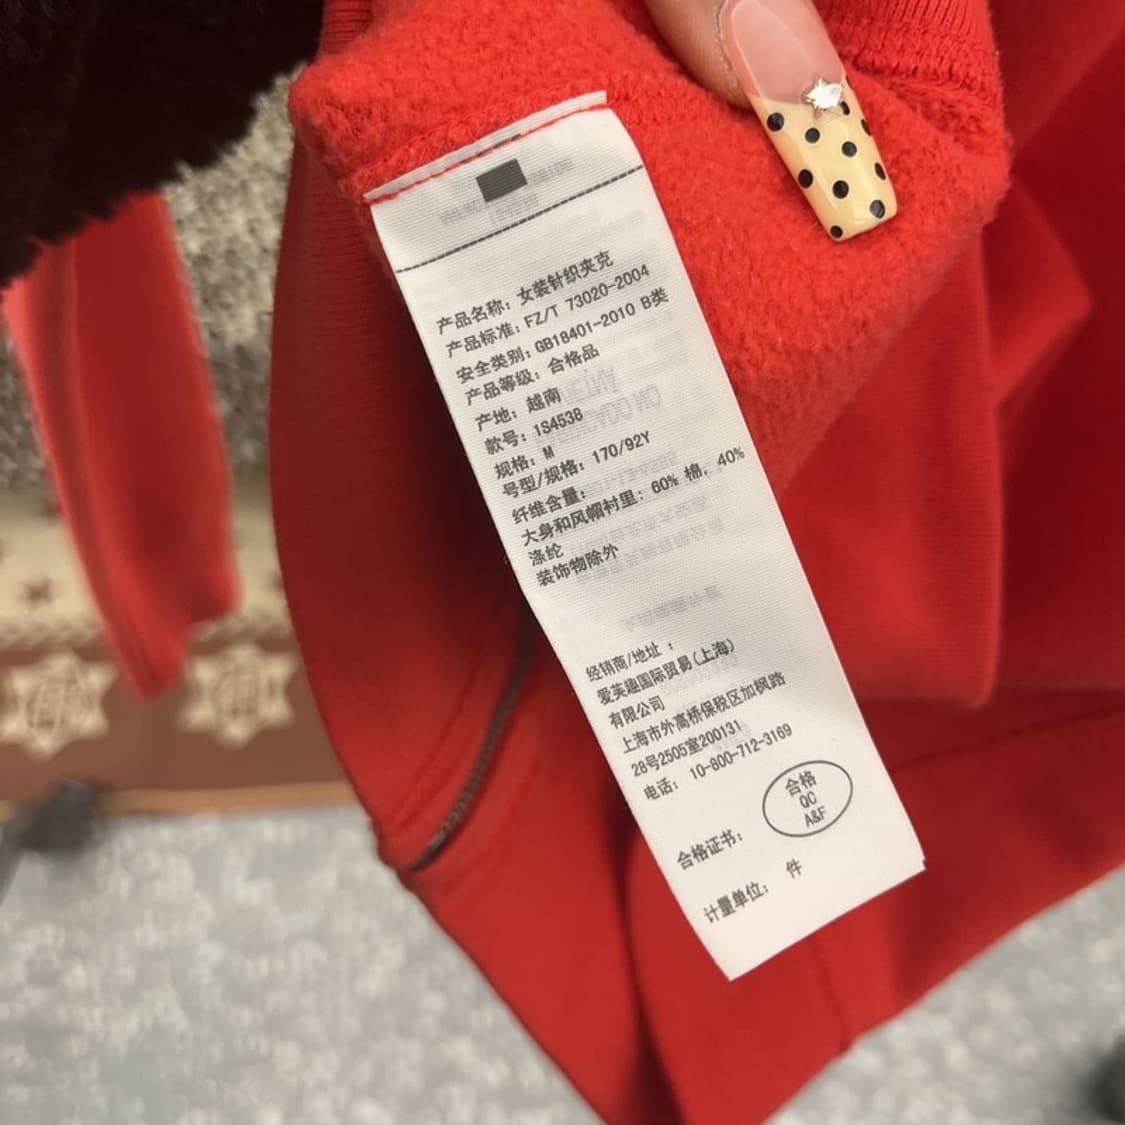 产品名称: 女装针织夹克
产品标准: FZ/T 73020-2004
安全类别: GB18401-2010 B类
产品等级: 合格品
产地: 越南
款号: 1S4538
规格: M
号型/规格: 170/92Y
纤维含量:
大身和风帽衬里: 60% 棉, 40%
涤纶
装饰物除外
经销商/地址 :
爱芙趣国际贸易(上海)
有限公司
上海市外高桥保税区加枫路
28号2505室200131
电话: 10-800-712-3169
合格
QC
A&F
合格证书:
计量单位: 件